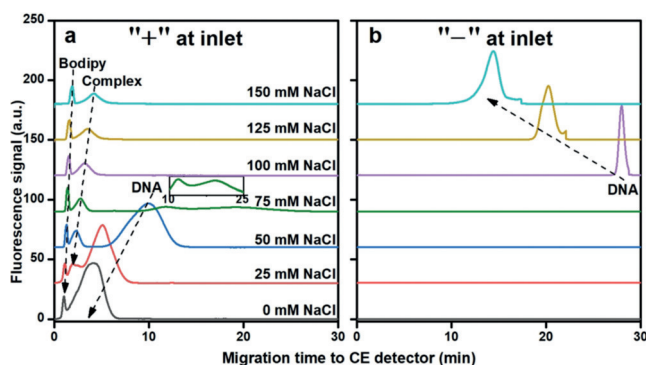 a "+" at inlet
b "−" at inlet
Bodipy
Complex
DNA
10 25
150 mM NaCl
125 mM NaCl
100 mM NaCl
75 mM NaCl
50 mM NaCl
25 mM NaCl
0 mM NaCl
DNA
Fluorescence signal (a.u.)
250
200
150
100
50
0
0 10 20 30
0 10 20 30
Migration time to CE detector (min)